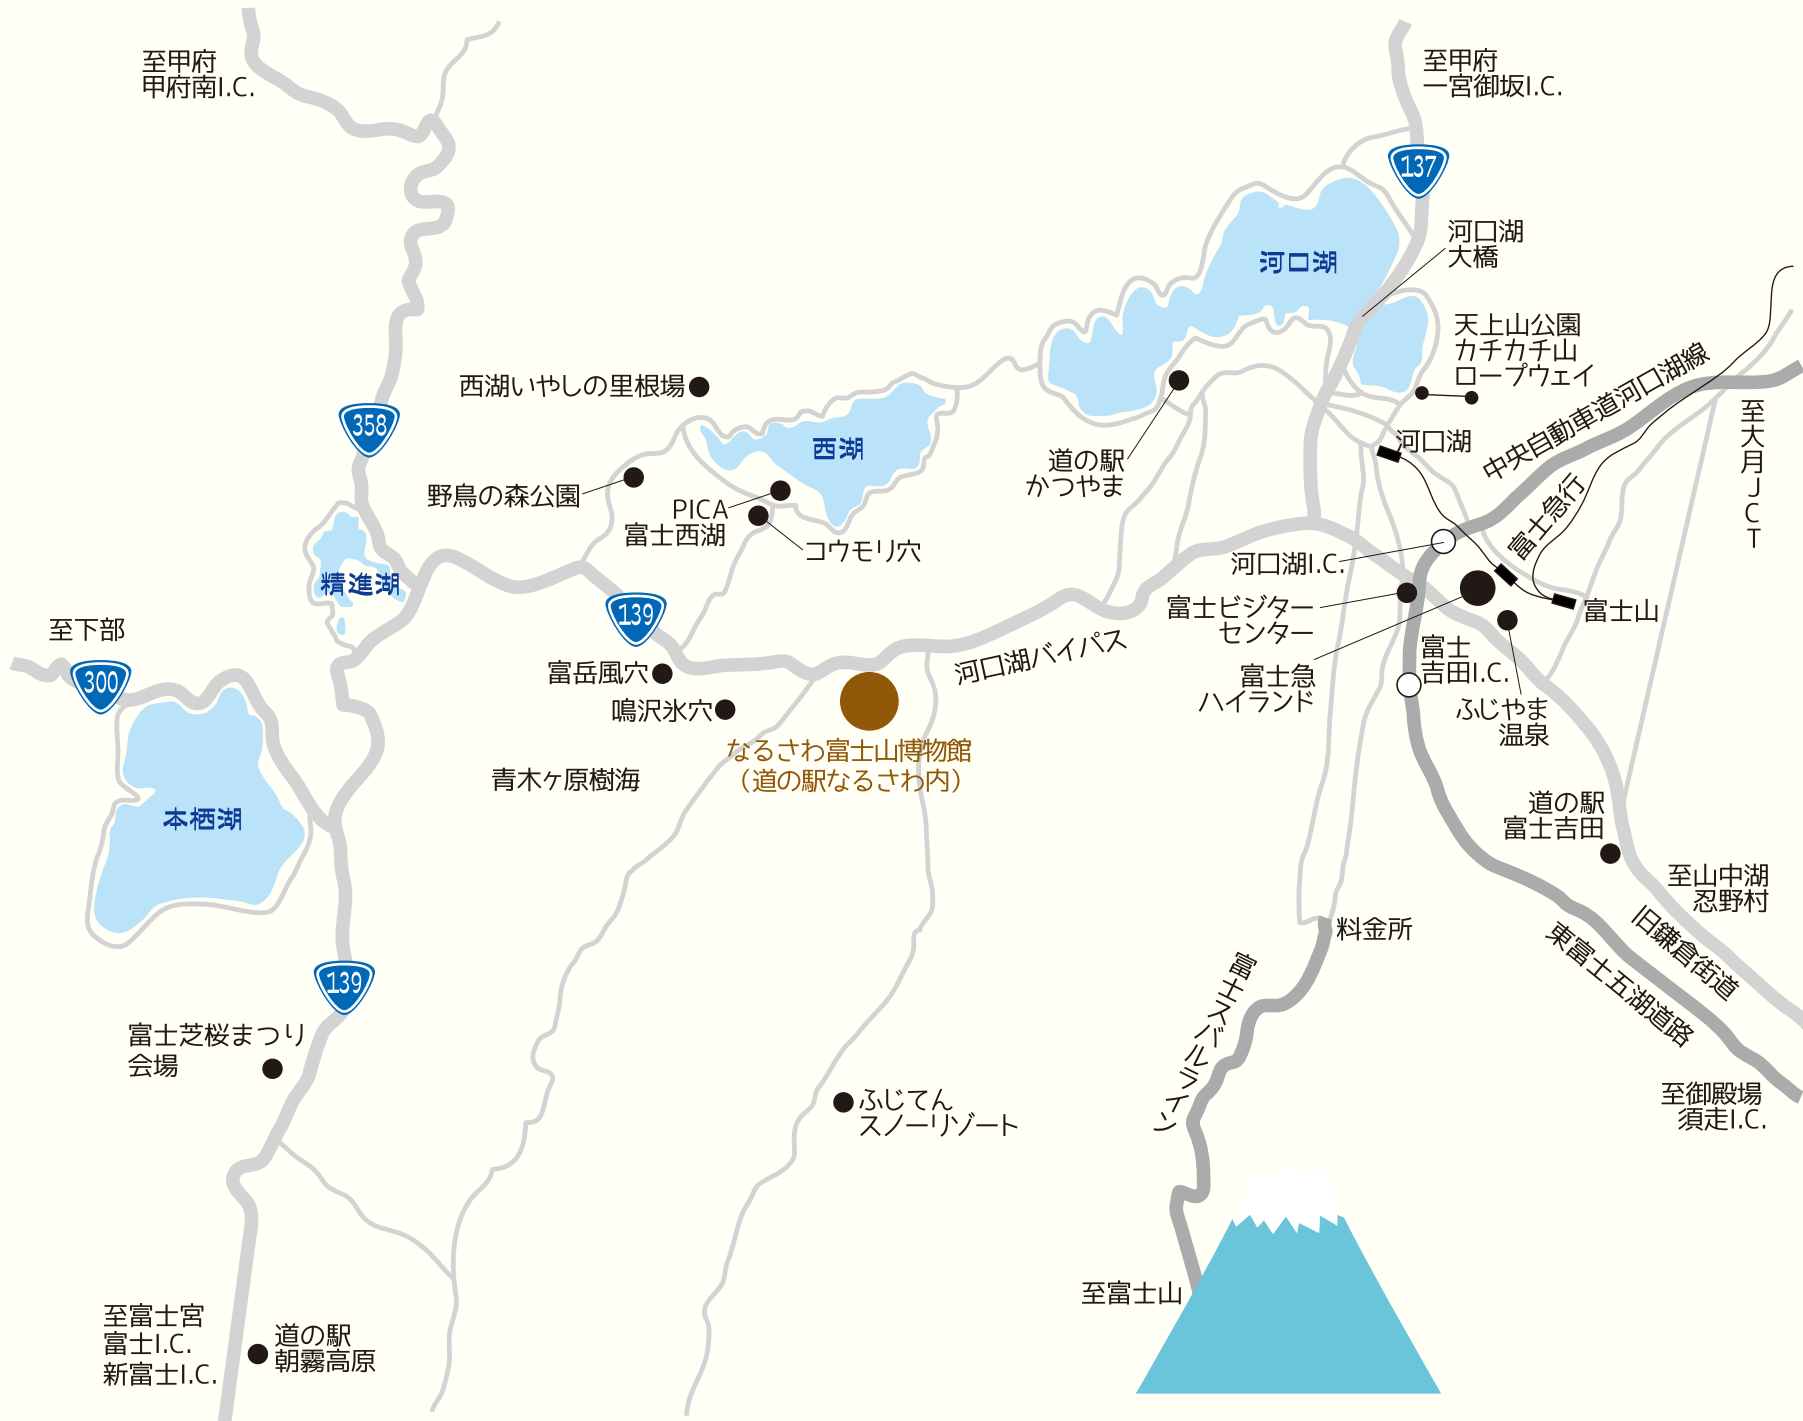 至甲府
甲府南I.C.
至甲府
一宮御坂I.C.
137
河口湖
大橋
河口湖
天上山公園
カチカチ山
ロープウェイ
中央自動車道河口湖線
至大月JCT
西湖いやしの里根場
358
西湖
野鳥の森公園
PICA
富士西湖
コウモリ穴
道の駅
かつやま
河口湖
富士急行
河口湖I.C.
富士ビジター
センター
富士山
富士急
ハイランド
富士
吉田I.C.
ふじやま
温泉
精進湖
139
至下部
300
富岳風穴
鳴沢氷穴
河口湖バイパス
なるさわ富士山博物館
（道の駅なるさわ内）
青木ヶ原樹海
本栖湖
道の駅
富士吉田
至山中湖
忍野村
旧鎌倉街道
東富士五湖道路
料金所
富士スバルライン
139
富士芝桜まつり
会場
ふじてん
スノーリゾート
至御殿場
須走I.C.
至富士山
至富士宮
富士I.C.
新富士I.C.
道の駅
朝霧高原